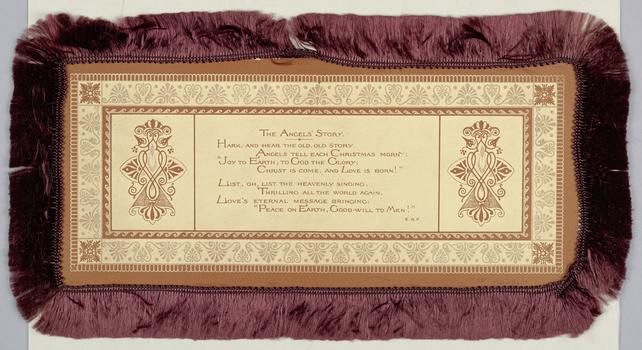 The Angels' Story.
Hark, and hear the old, old story
Angels tell each Christmas morn:
"Joy to Earth, to God the Glory;
Christ is come, and Love is born!"
List, oh, list the heavenly singing,
Thrilling all the world again,
Love's eternal message bringing:
"Peace on Earth, Good-will to Men!"